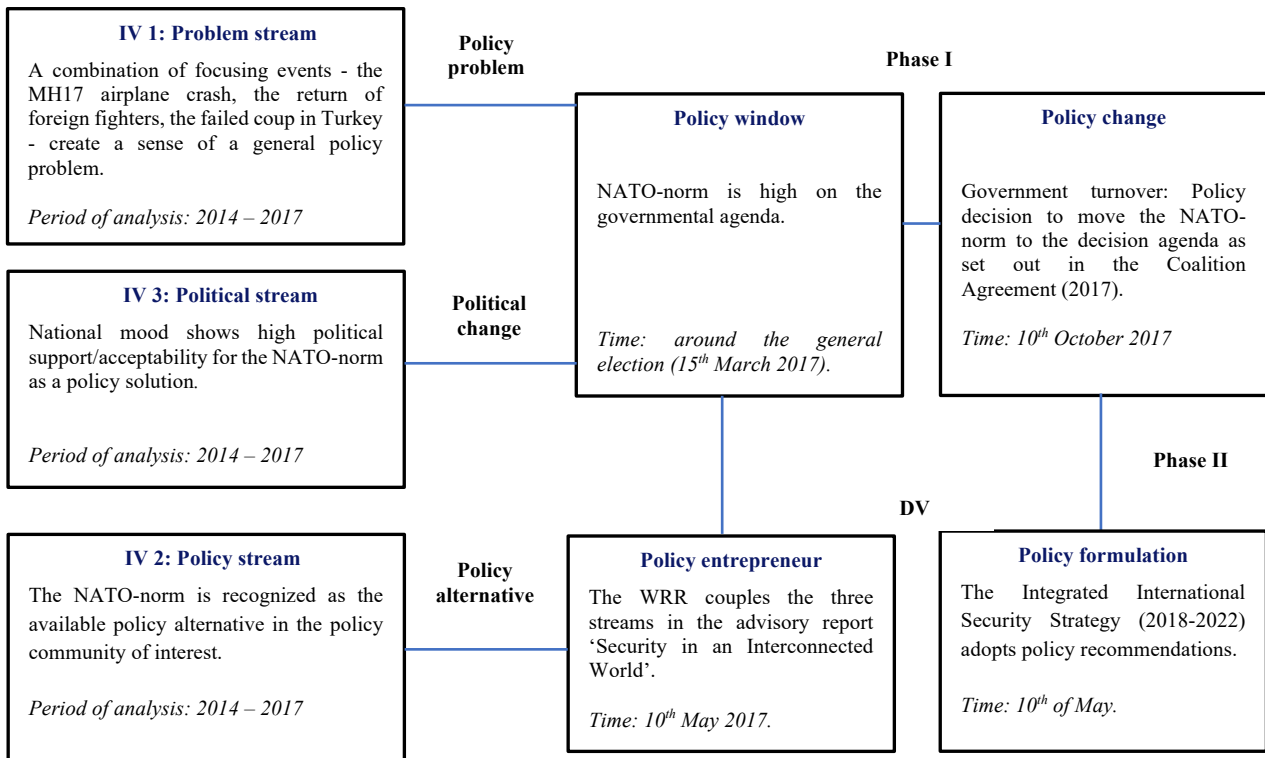 IV 1: Problem stream
A combination of focusing events - the
MH17 airplane crash, the return of
foreign fighters, the failed coup in Turkey
- create a sense of a general policy
problem.
Period of analysis: 2014 – 2017
Policy
problem
Phase I
Policy window
NATO-norm is high on the
governmental agenda.
Time: around the general
election (15th March 2017).
Policy change
Government turnover: Policy
decision to move the NATO-
norm to the decision agenda as
set out in the Coalition
Agreement (2017).
Time: 10th October 2017
IV 3: Political stream
National mood shows high political
support/acceptability for the NATO-norm
as a policy solution.
Period of analysis: 2014 – 2017
Political
change
Phase II
DV
IV 2: Policy stream
The NATO-norm is recognized as the
available policy alternative in the policy
community of interest.
Period of analysis: 2014 – 2017
Policy
alternative
Policy entrepreneur
The WRR couples the three
streams in the advisory report
‘Security in an Interconnected
World’.
Time: 10th May 2017.
Policy formulation
The Integrated International
Security Strategy (2018-2022)
adopts policy recommendations.
Time: 10th of May.